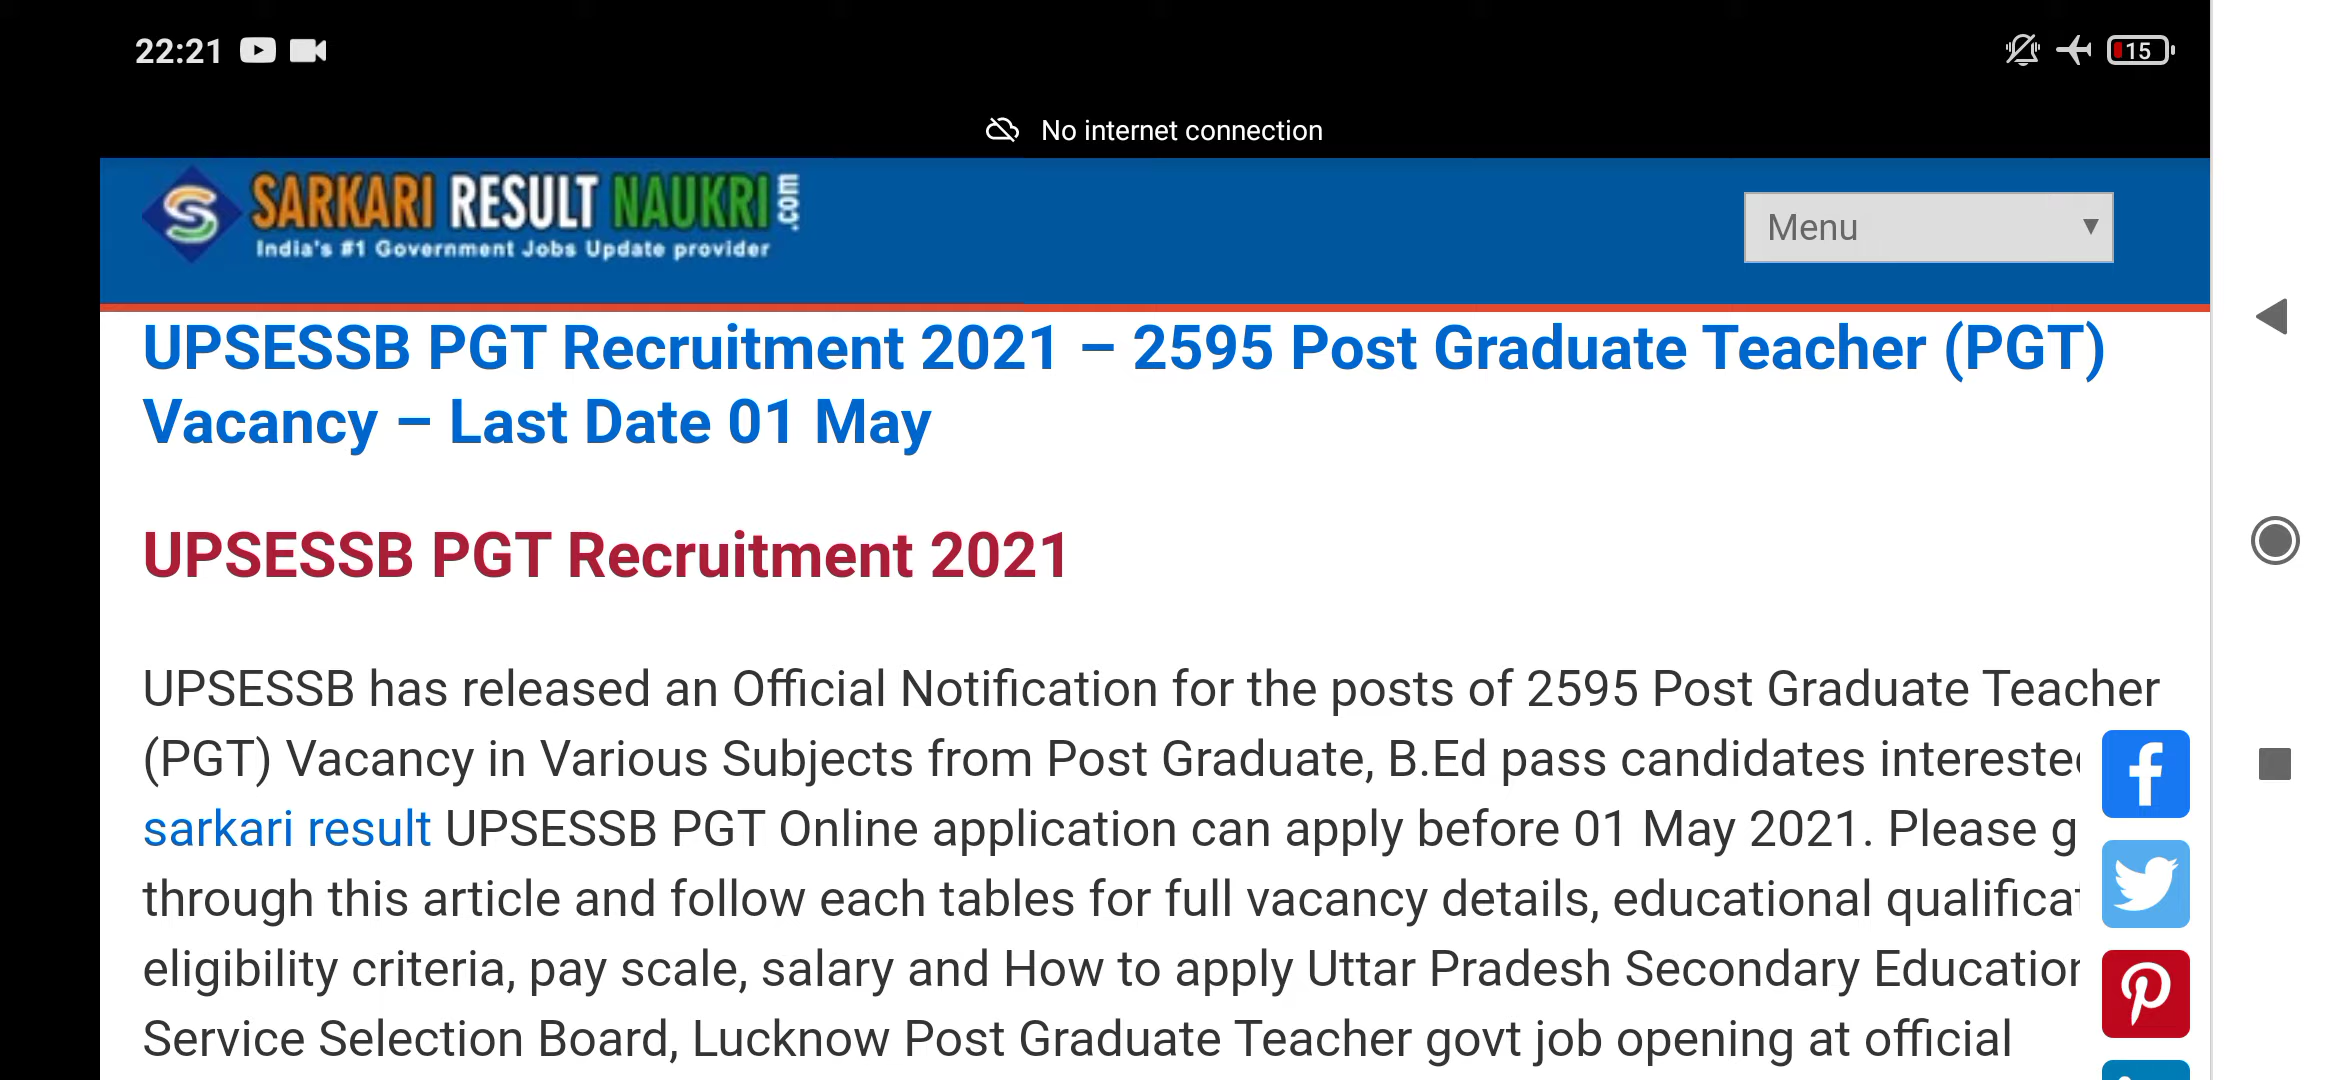 22:21
15
No internet connection
SARKARI RESULT NAUKRI .com
India's #1 Government Jobs Update provider
Menu
UPSESSB PGT Recruitment 2021 – 2595 Post Graduate Teacher (PGT)
Vacancy – Last Date 01 May
UPSESSB PGT Recruitment 2021
UPSESSB has released an Official Notification for the posts of 2595 Post Graduate Teacher
(PGT) Vacancy in Various Subjects from Post Graduate, B.Ed pass candidates
sarkari result UPSESSB PGT Online application can apply before 01 May 2021. Please
through this article and follow each tables for full vacancy details, educational
eligibility criteria, pay scale, salary and How to apply Uttar Pradesh Secondary
Service Selection Board, Lucknow Post Graduate Teacher govt job opening at official